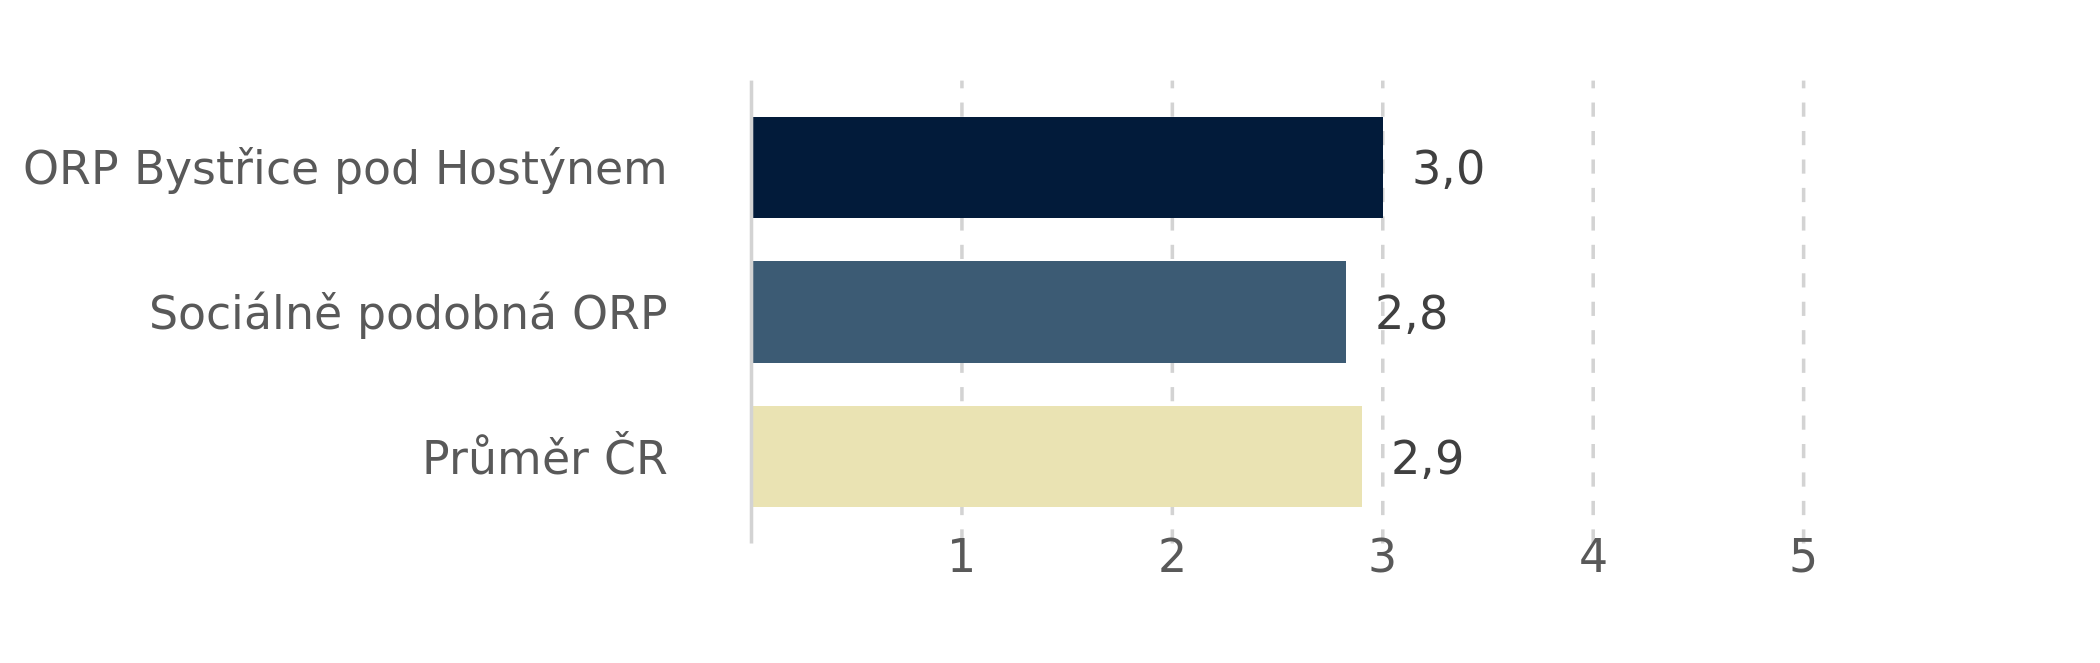 ORP Bystřice pod Hostýnem 3,0
Sociálně podobná ORP 2,8
Průměr ČR 2,9
1 2 3 4 5